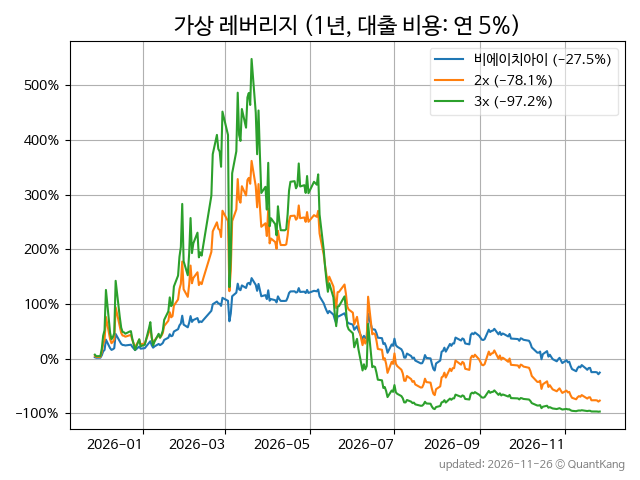 가상 레버리지 (1년, 대출 비용: 연 5%)
비에이치아이 (-27.5%)
2x (-78.1%)
3x (-97.2%)
500%
400%
300%
200%
100%
0%
-100%
2026-01
2026-03
2026-05
2026-07
2026-09
2026-11
updated: 2026-11-26 © QuantKang